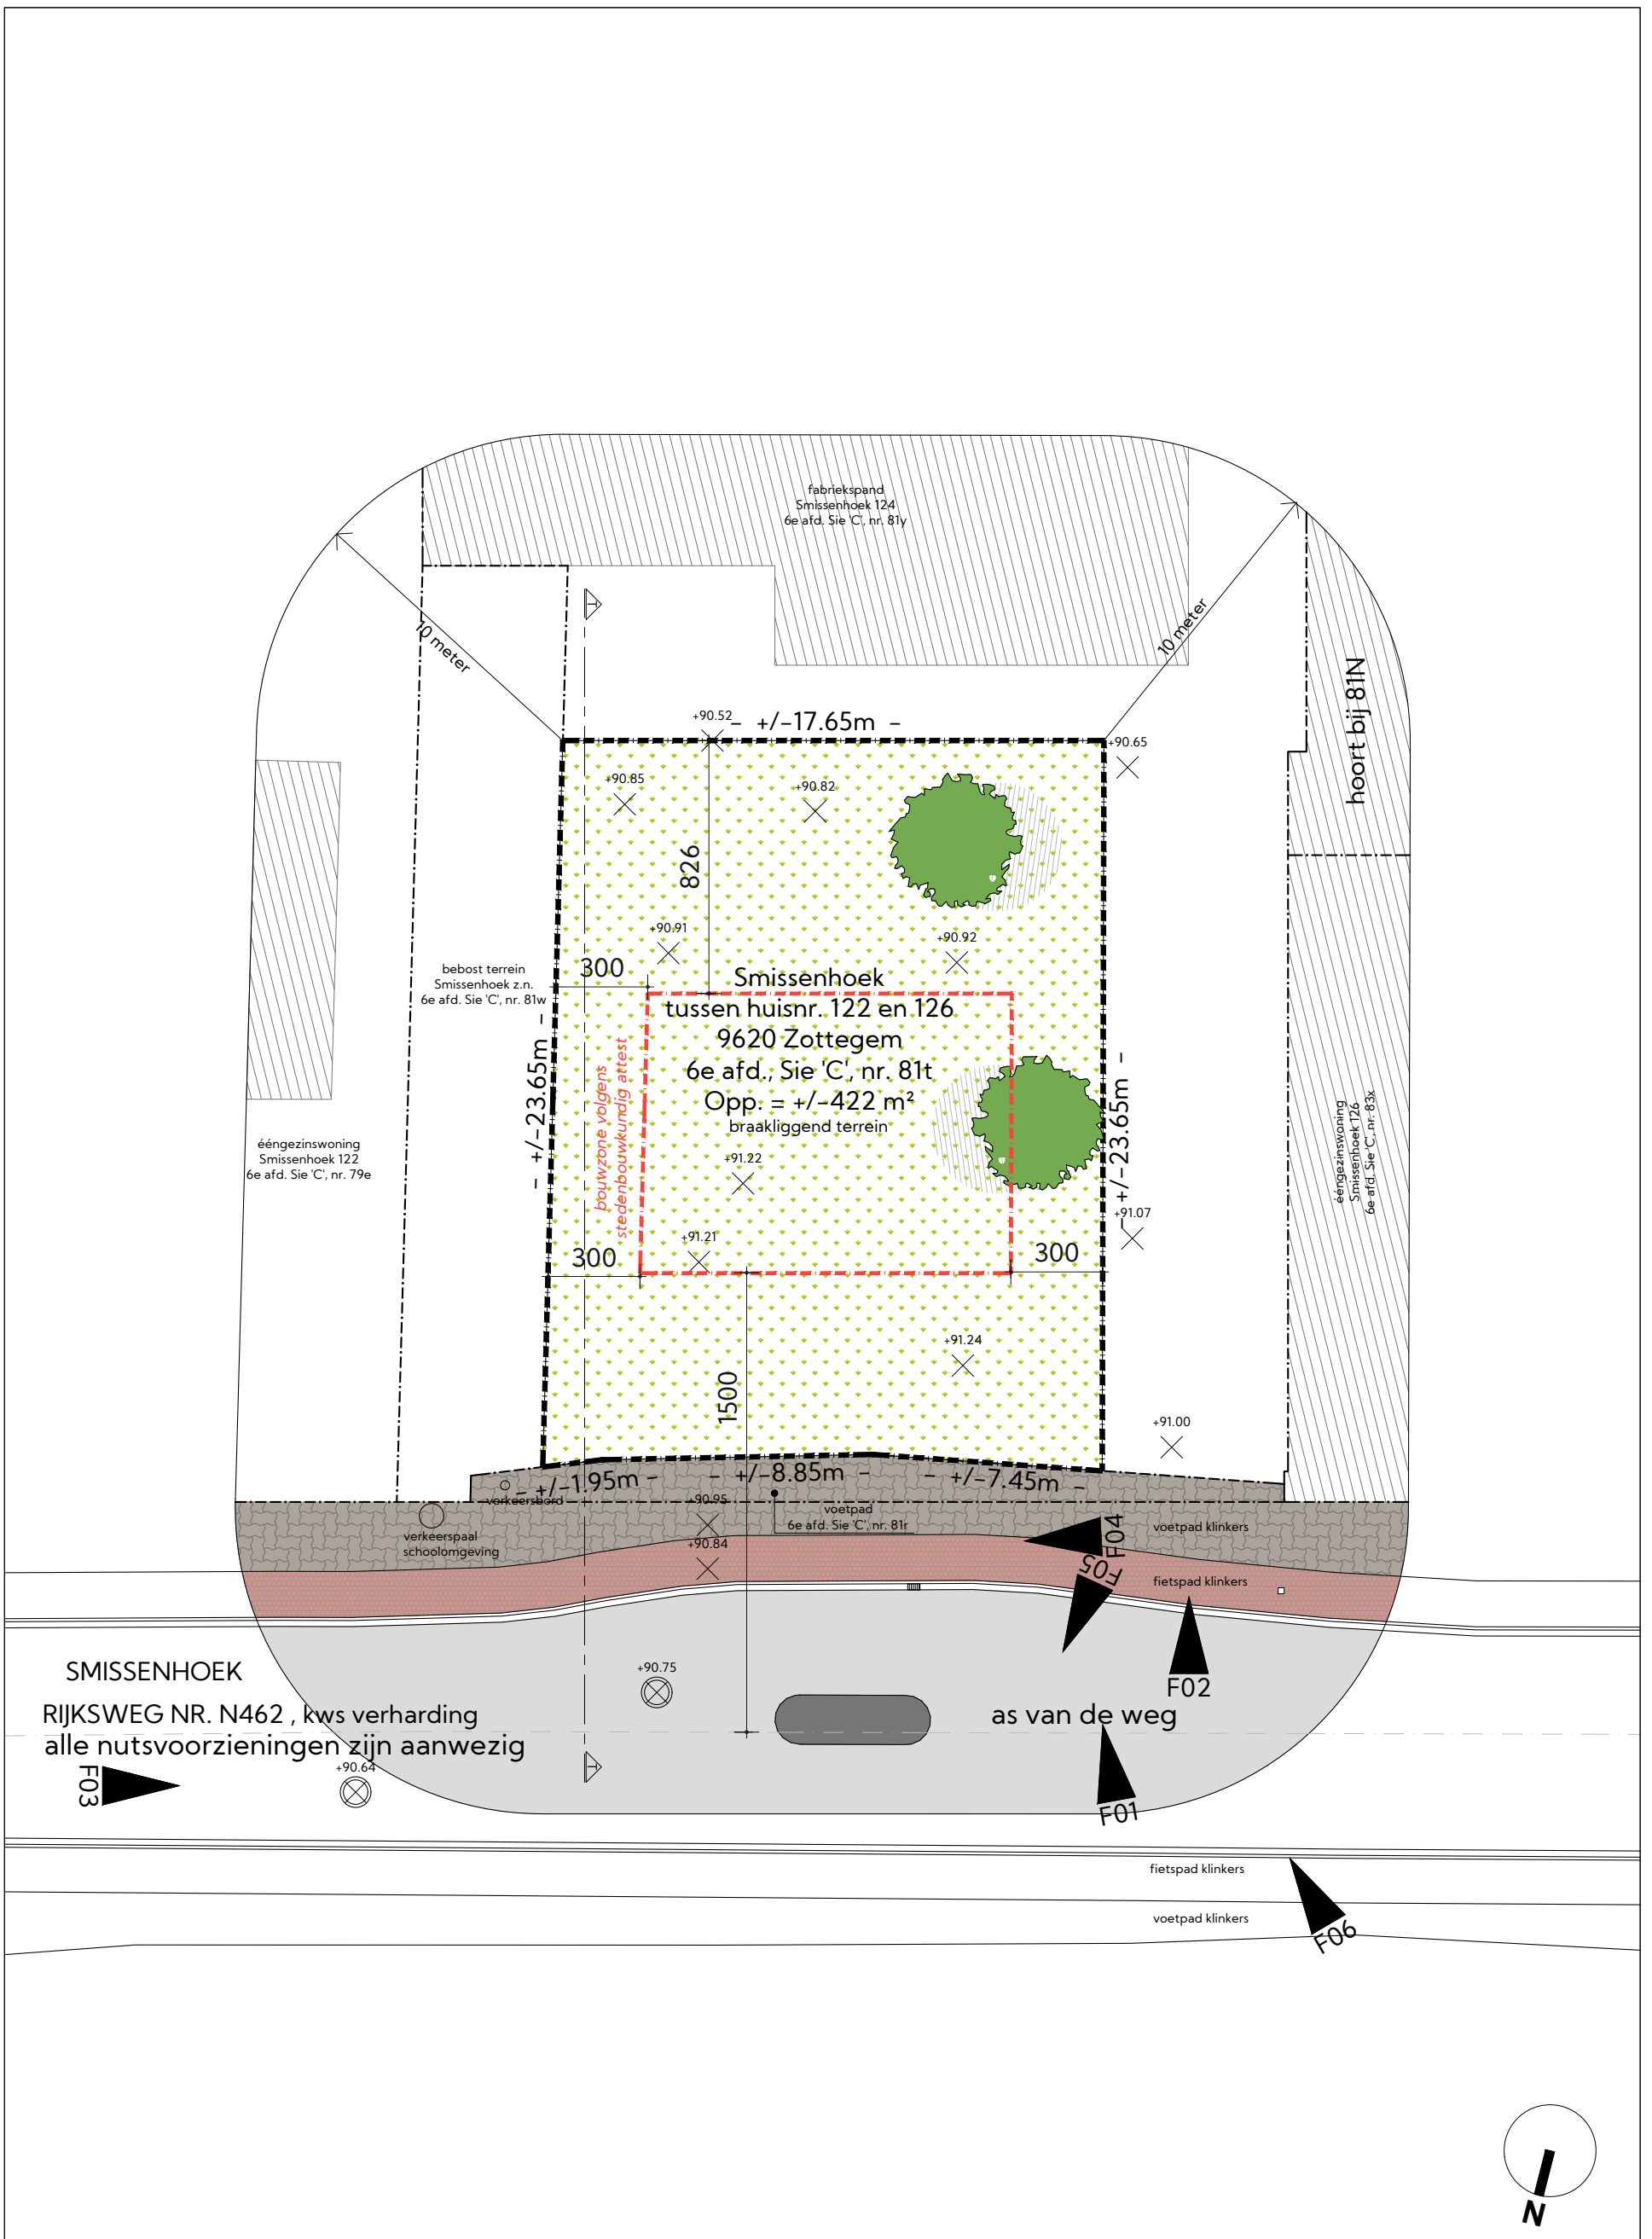 fabriekspand
Smissenhoek 124
6e afd. Sie 'C', nr. 81y
10 meter
10 meter
hoort bij 81N
+90.52
- +/-17.65m -
+90.65
+90.85
+90.82
826
+90.91
+90.92
300
bebost terrein
Smissenhoek z.n.
6e afd. Sie 'C', nr. 81w
Smissenhoek
tussen huisnr. 122 en 126
9620 Zottegem
6e afd., Sie 'C', nr. 81t
Opp. = +/-422 m²
braakliggend terrein
- +/-23.65m -
bouwzone volgens
stedenbouwkundig attest
- +/-23.65m -
ééngezinswoning
Smissenhoek 122
6e afd. Sie 'C', nr. 79e
ééngezinswoning
Smissenhoek 126
6e afd. Sie 'C', nr. 83x
+91.22
+91.07
+91.21
300
300
+91.24
1500
+91.00
- +/-1.95m -
- +/-8.85m -
- +/-7.45m -
verkeersbord
+90.95
voetpad
6e afd. Sie 'C', nr. 81r
verkeerspaal
schoolomgeving
voetpad klinkers
F04
+90.84
F05
fietspad klinkers
SMISSENHOEK
+90.75
F02
RIJKSWEG NR. N462 , kws verharding
as van de weg
alle nutsvoorzieningen zijn aanwezig
+90.64
F03
F01
fietspad klinkers
voetpad klinkers
F06
N